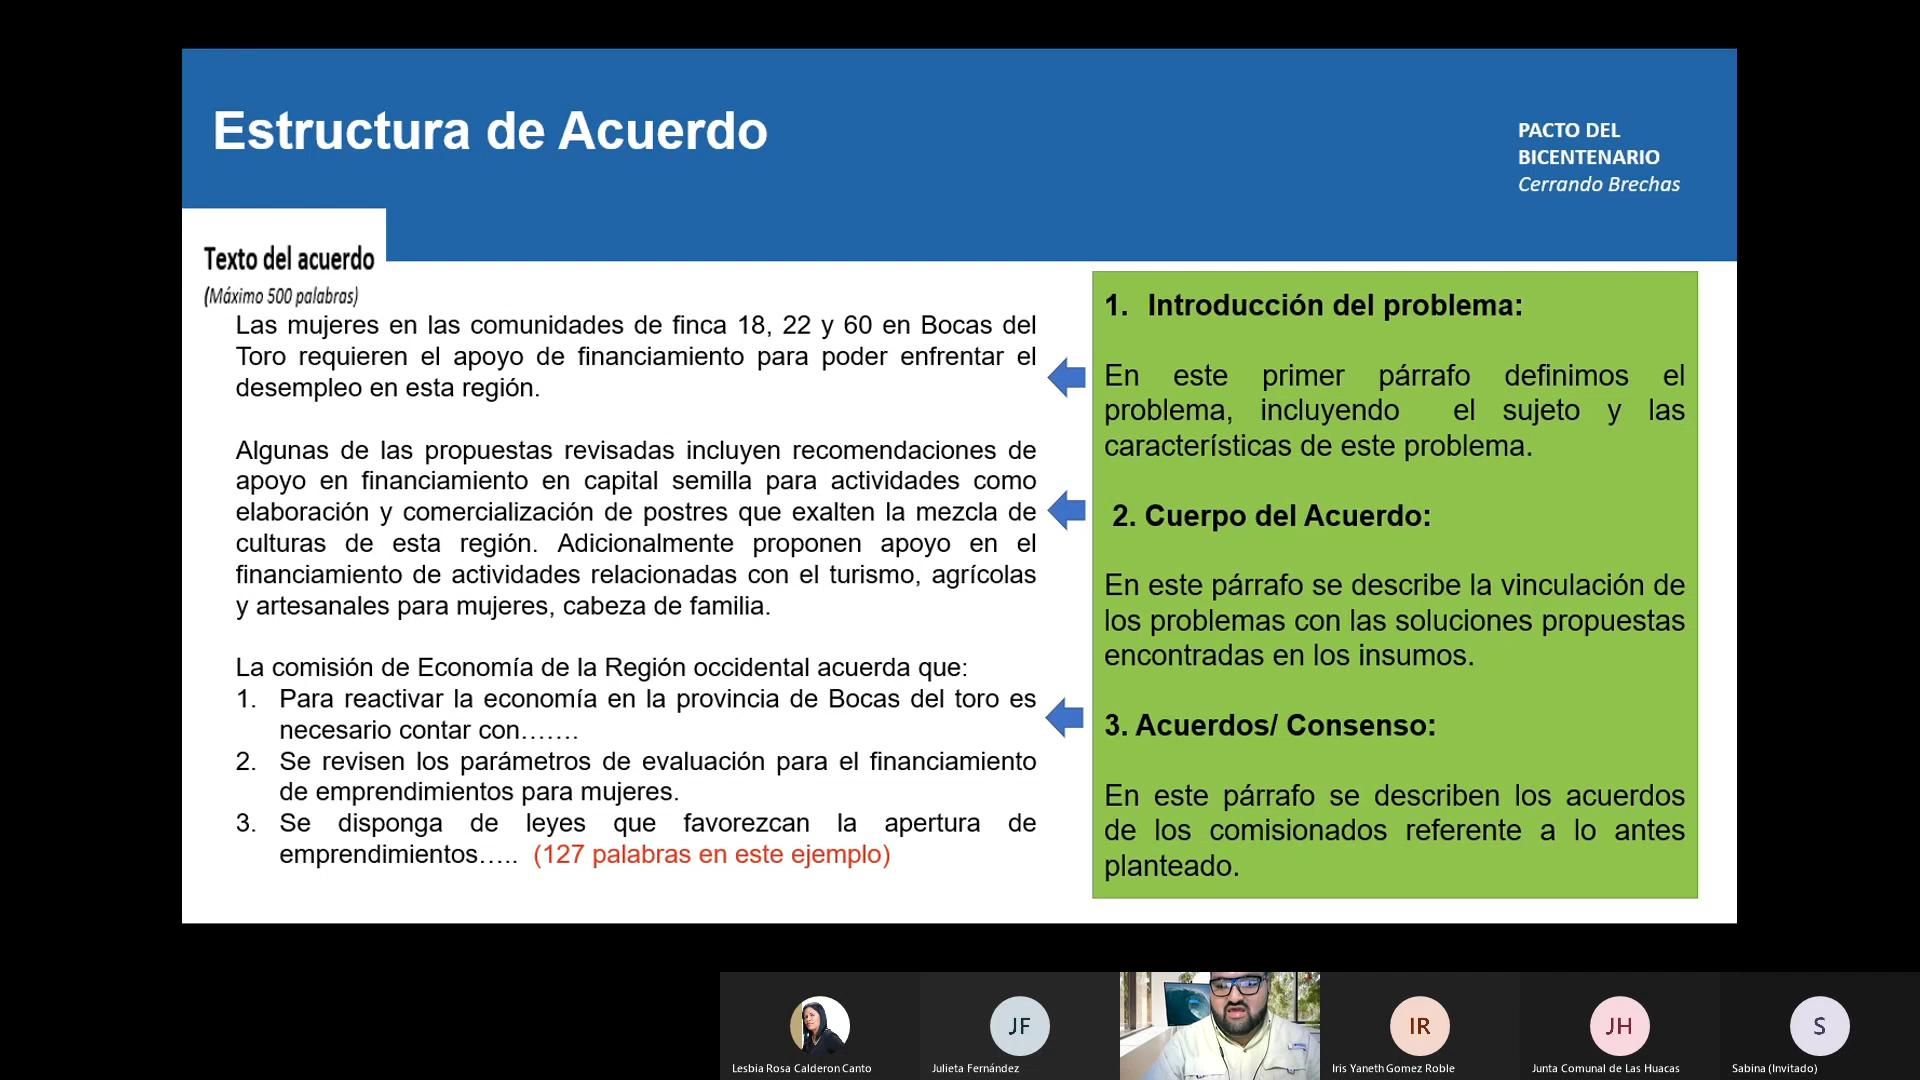 Estructura de Acuerdo
PACTO DEL
BICENTENARIO
Cerrando Brechas
Texto del acuerdo
(Máximo 500 palabras)
Las mujeres en las comunidades de finca 18, 22 y 60 en Bocas del
Toro requieren el apoyo de financiamiento para poder enfrentar el
desempleo en esta región.
Algunas de las propuestas revisadas incluyen recomendaciones de
apoyo en financiamiento en capital semilla para actividades como
elaboración y comercialización de postres que exalten la mezcla de
culturas de esta región. Adicionalmente proponen apoyo en el
financiamiento de actividades relacionadas con el turismo, agrícolas
y artesanales para mujeres, cabeza de familia.
La comisión de Economía de la Región occidental acuerda que:
1. Para reactivar la economía en la provincia de Bocas del toro es
necesario contar con…….
2. Se revisen los parámetros de evaluación para el financiamiento
de emprendimientos para mujeres.
3. Se disponga de leyes que favorezcan la apertura de
emprendimientos….. (127 palabras en este ejemplo)
1. Introducción del problema:
En este primer párrafo definimos el
problema, incluyendo el sujeto y las
características de este problema.
2. Cuerpo del Acuerdo:
En este párrafo se describe la vinculación de
los problemas con las soluciones propuestas
encontradas en los insumos.
3. Acuerdos/ Consenso:
En este párrafo se describen los acuerdos
de los comisionados referente a lo antes
planteado.
JF
IR
JH
S
Lesbia Rosa Calderon Canto
Julieta Fernández
Iris Yaneth Gomez Roble
Junta Comunal de Las Huacas
Sabina (Invitado)